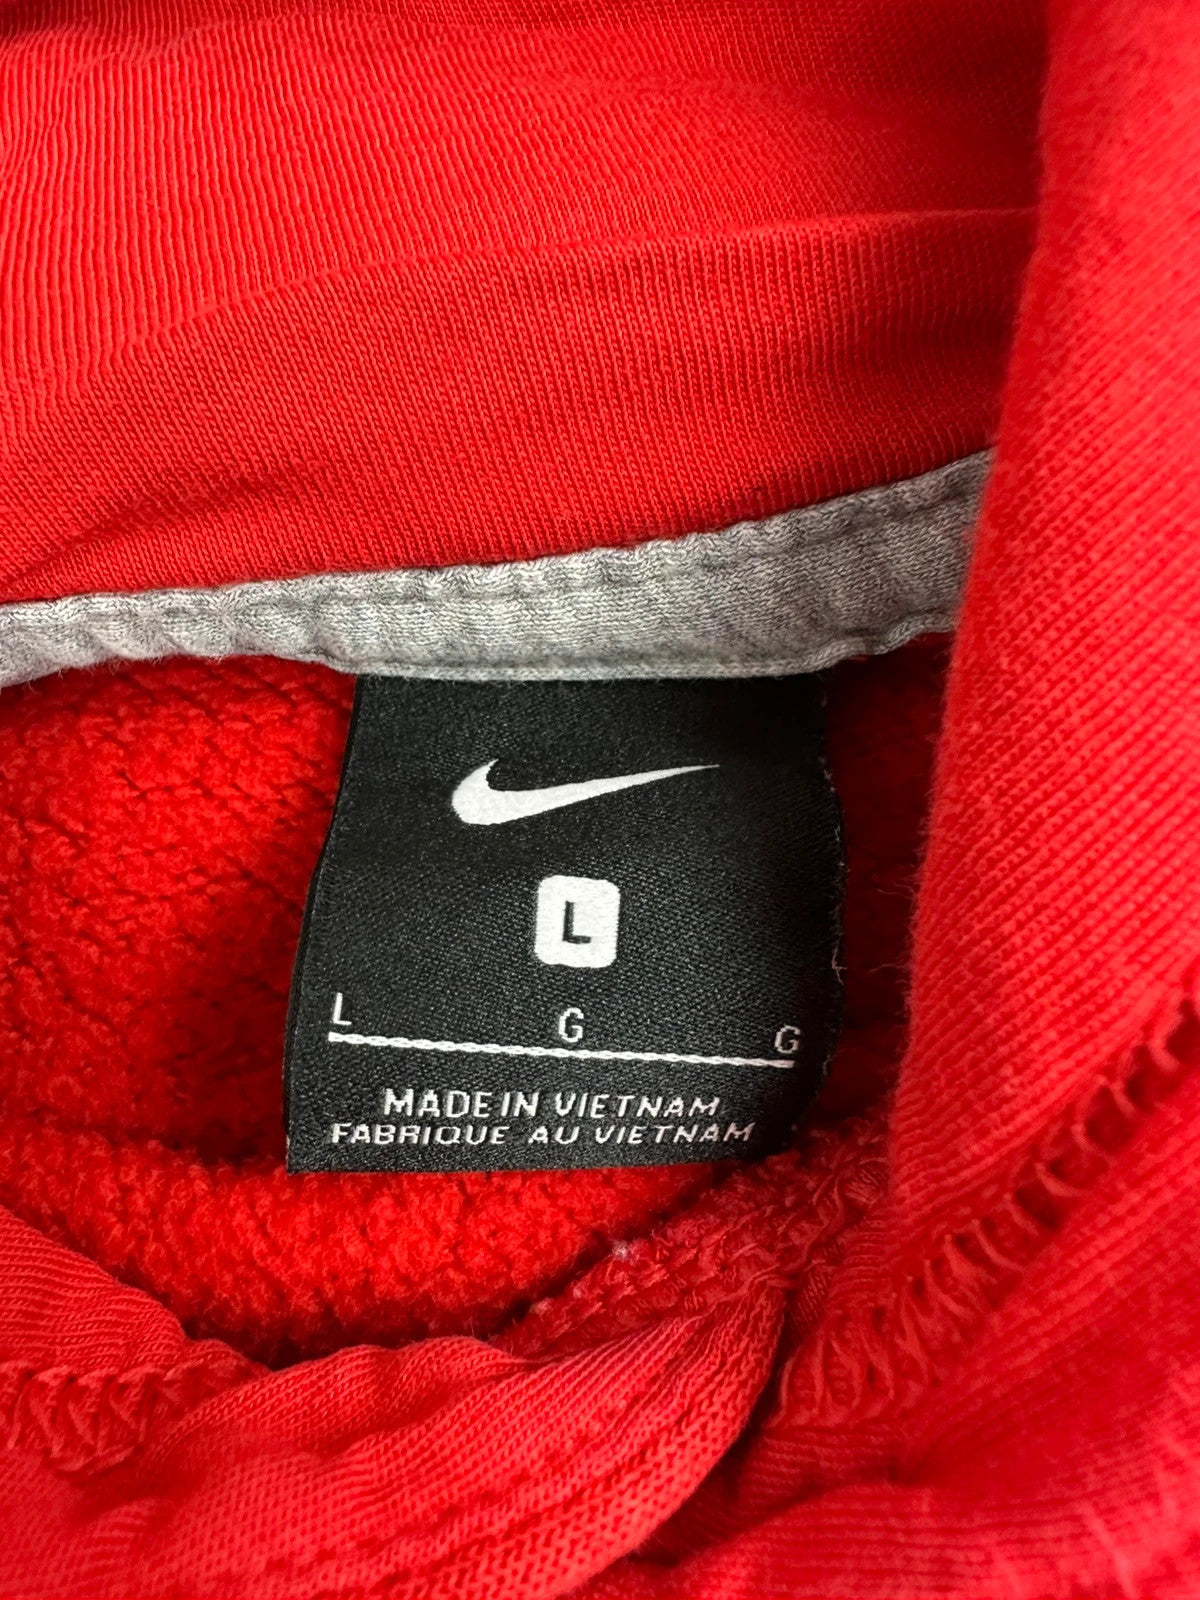 L
L G G
MADE IN VIETNAM
FABRIQUE AU VIETNAM